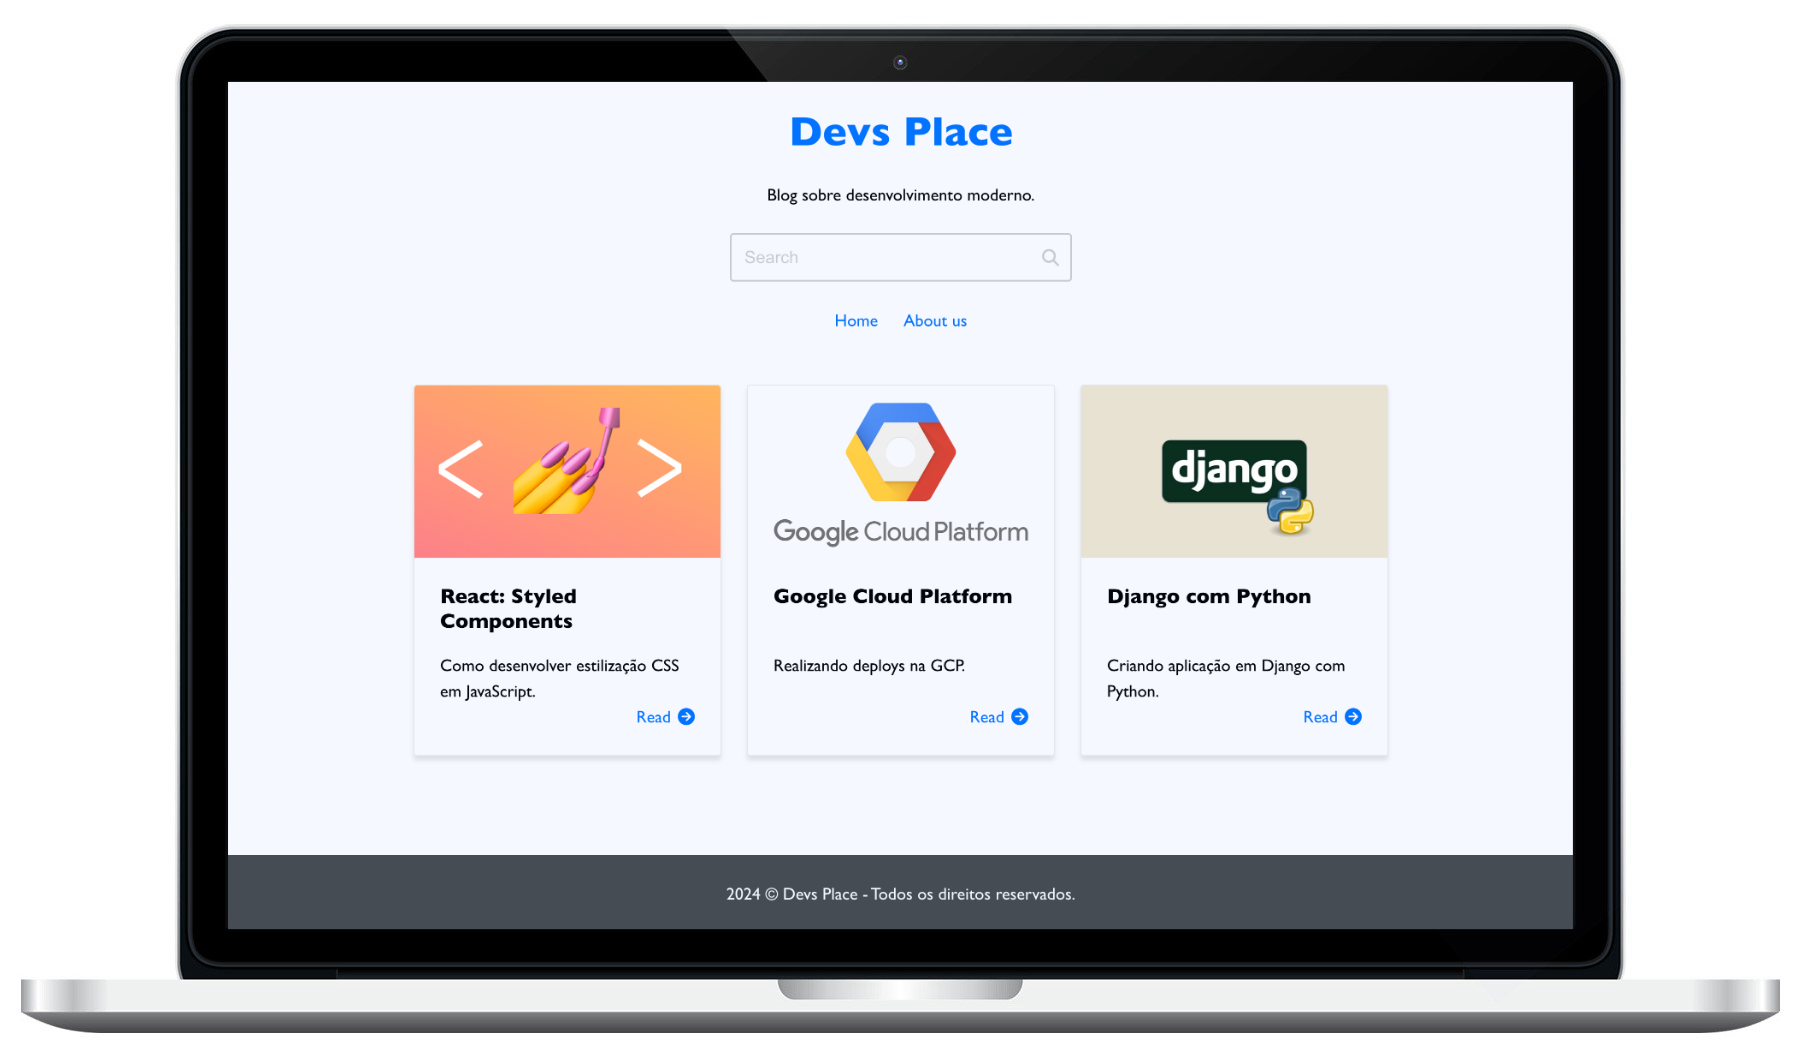 Devs Place
Blog sobre desenvolvimento moderno.
Search
Home About us
Google Cloud Platform
django
React: Styled
Components
Como desenvolver estilização CSS
em JavaScript.
Read
Google Cloud Platform
Realizando deploys na GCP.
Read
Django com Python
Criando aplicação em Django com
Python.
Read
2024 © Devs Place - Todos os direitos reservados.